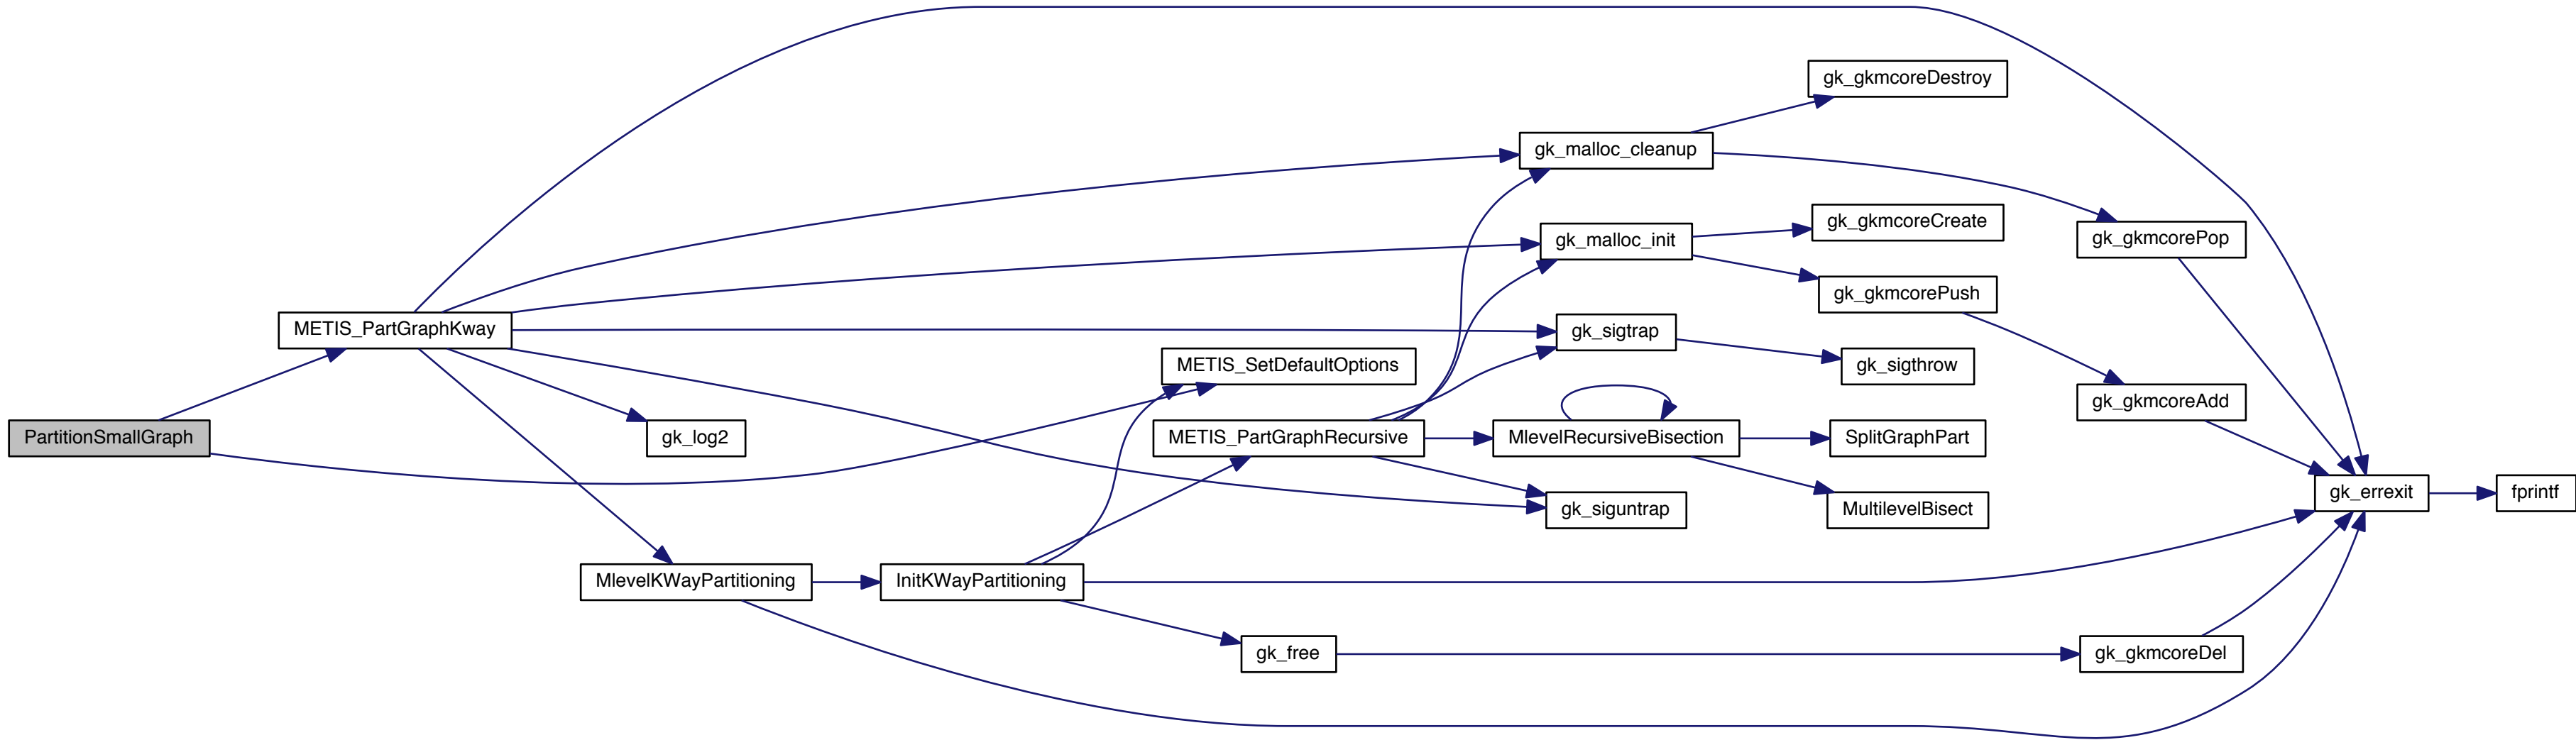 gk_gkmcoreDestroy
gk_malloc_cleanup
gk_gkmcoreCreate
gk_malloc_init
gk_gkmcorePop
gk_gkmcorePush
METIS_PartGraphKway
gk_sigtrap
METIS_SetDefaultOptions
gk_sigthrow
gk_gkmcoreAdd
PartitionSmallGraph
gk_log2
METIS_PartGraphRecursive
MlevelRecursiveBisection
SplitGraphPart
gk_errexit
fprintf
gk_siguntrap
MultilevelBisect
MlevelKWayPartitioning
InitKWayPartitioning
gk_free
gk_gkmcoreDel